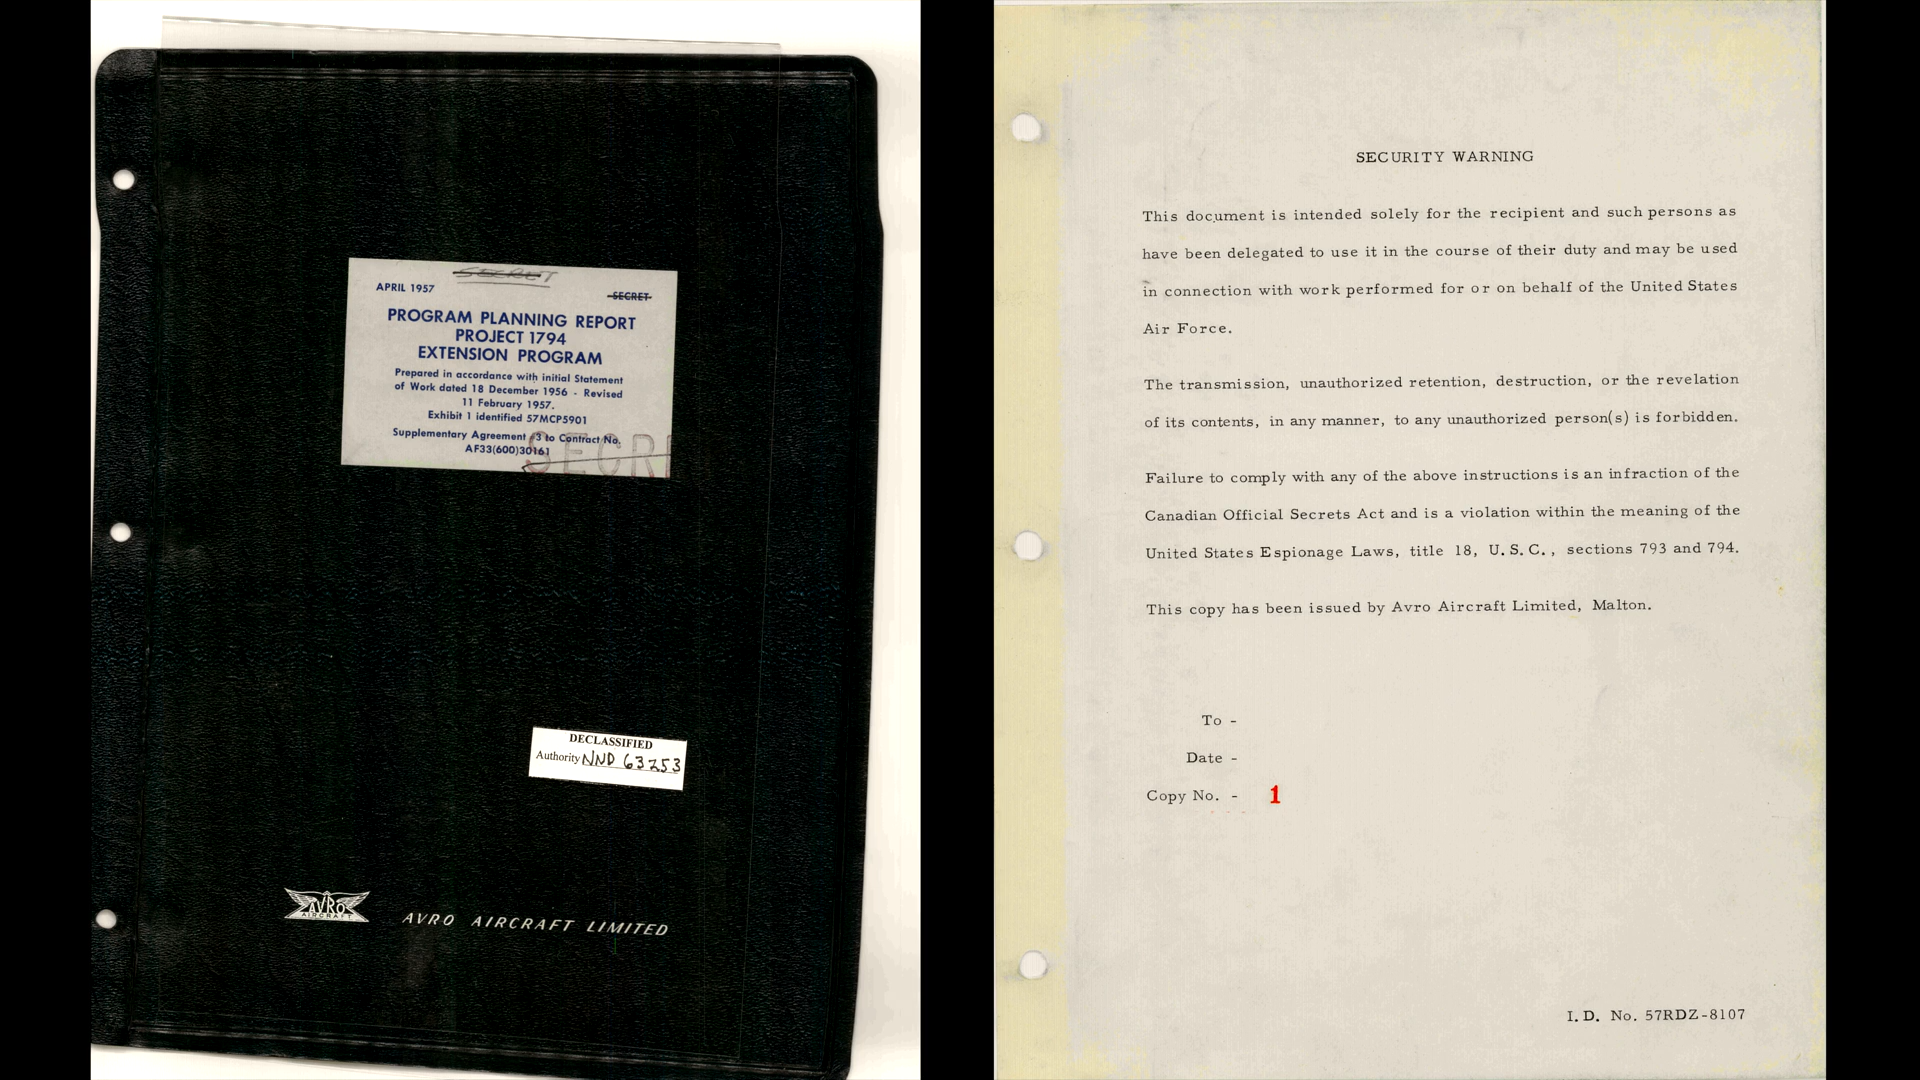 SECRET
APRIL 1957
SECRET
PROGRAM PLANNING REPORT
PROJECT 1794
EXTENSION PROGRAM
Prepared in accordance with initial Statement
of Work dated 18 December 1956 - Revised
11 February 1957.
Exhibit 1 identified 57MCP5901
Supplementary Agreement #3 to Contract No.
AF33(600)30161
SECR
DECLASSIFIED
Authority NND 63253
AVRO
AIRCRAFT
AVRO AIRCRAFT LIMITED
SECURITY WARNING
This document is intended solely for the recipient and such persons as
have been delegated to use it in the course of their duty and may be used
in connection with work performed for or on behalf of the United States
Air Force.
The transmission, unauthorized retention, destruction, or the revelation
of its contents, in any manner, to any unauthorized person(s) is forbidden.
Failure to comply with any of the above instructions is an infraction of the
Canadian Official Secrets Act and is a violation within the meaning of the
United States Espionage Laws, title 18, U.S.C., sections 793 and 794.
This copy has been issued by Avro Aircraft Limited, Malton.
To -
Date -
Copy No. - 1
I.D. No. 57RDZ-8107